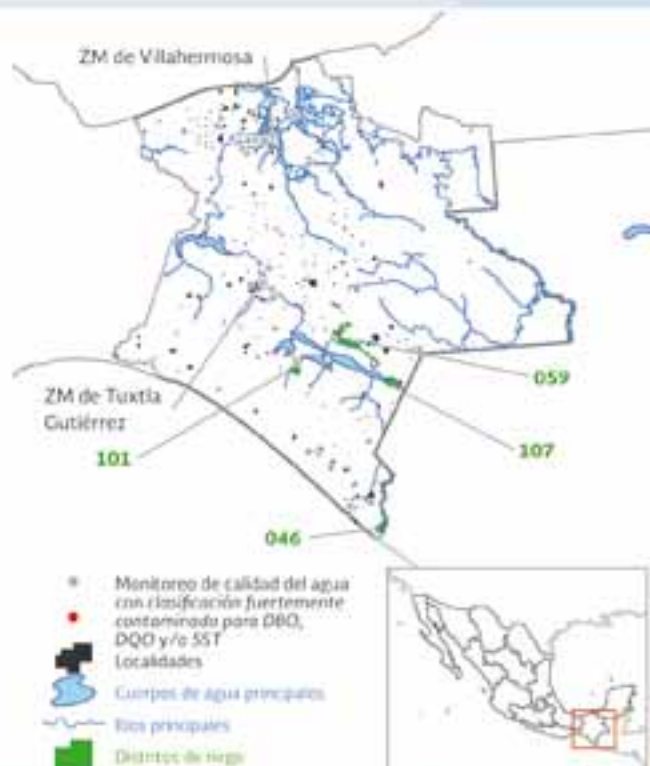 ZM de Villahermosa
059
ZM de Tuxtla
Gutiérrez
107
101
046
Monitoreo de calidad del agua
con clasificación fuertemente
contaminado para DBO,
DQO y/o SST
Localidades
Cuerpos de agua principales
Ríos principales
Distritos de riego